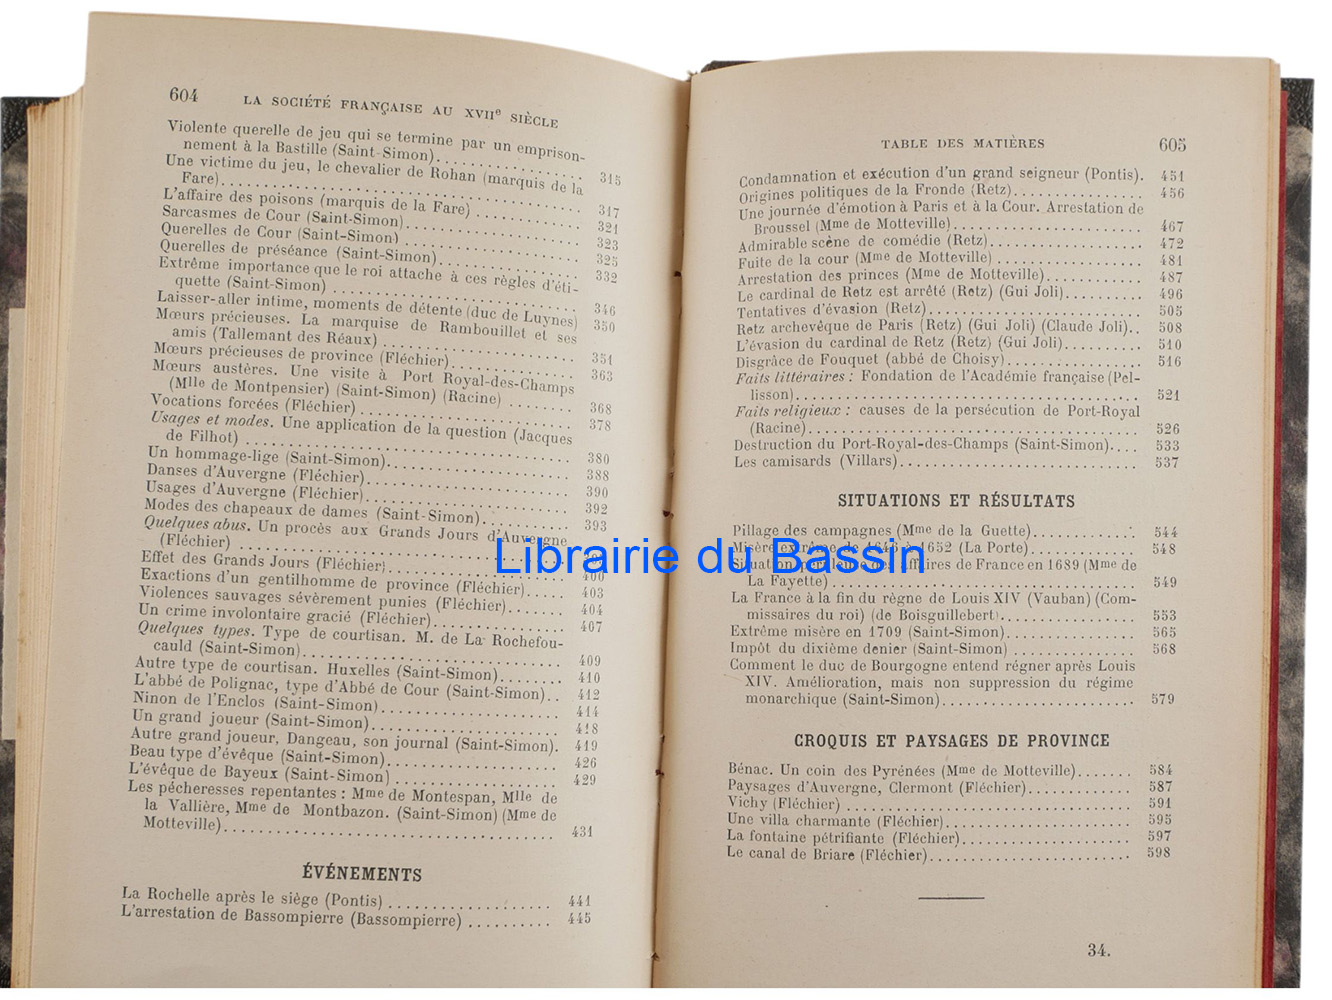 604 LA SOCIÉTÉ FRANÇAISE AU XVIIe SIÈCLE
Violente querelle de jeu qui se termine par un emprison-
nement à la Bastille (Saint-Simon) 315
Une victime du jeu, le chevalier de Rohan (marquis de la
Fare) 317
L'affaire des poisons (marquis de la Fare) 321
Sarcasmes de Cour (Saint-Simon) 323
Querelles de Cour (Saint-Simon) 325
Querelles de préséance (Saint-Simon) 332
Extrême importance que le roi attache à ces règles d'éti-
quette (Saint-Simon) 346
Laisser-aller intime, moments de détente (duc de Luynes) 350
Mœurs précieuses. La marquise de Rambouillet et ses
amis (Tallemant des Réaux) 351
Mœurs précieuses de province (Fléchier) 363
Mœurs austères. Une visite à Port Royal-des-Champs
(Mlle de Montpensier) (Saint-Simon) (Racine) 368
Vocations forcées (Fléchier) 378
Usages et modes. Une application de la question (Jacques
de Filhot) 380
Un hommage-lige (Saint-Simon) 388
Danses d'Auvergne (Fléchier) 390
Usages d'Auvergne (Fléchier) 392
Modes des chapeaux de dames (Saint-Simon) 393
Quelques abus. Un procès aux Grands Jours d'Auvergne
(Fléchier)
Effet des Grands Jours (Fléchier) 400
Exactions d'un gentilhomme de province (Fléchier) 403
Violences sauvages sévèrement punies (Fléchier) 404
Un crime involontaire gracié (Fléchier) 407
Quelques types. Type de courtisan. M. de La Rochefou-
cauld (Saint-Simon) 409
Autre type de courtisan. Huxelles (Saint-Simon) 410
L'abbé de Polignac, type d'Abbé de Cour (Saint-Simon) 412
Ninon de l'Enclos (Saint-Simon) 414
Un grand joueur (Saint-Simon) 418
Autre grand joueur, Dangeau, son journal (Saint-Simon). 419
Beau type d'évêque (Saint-Simon) 426
L'évêque de Bayeux (Saint-Simon) 429
Les pécheresses repentantes : Mme de Montespan, Mlle de
la Vallière, Mme de Montbazon. (Saint-Simon) (Mme de
Motteville) 431
ÉVÉNEMENTS
La Rochelle après le siège (Pontis) 441
L'arrestation de Bassompierre (Bassompierre) 445
TABLE DES MATIÈRES 605
Condamnation et exécution d'un grand seigneur (Pontis). 451
Origines politiques de la Fronde (Retz) 456
Une journée d'émotion à Paris et à la Cour. Arrestation de
Broussel (Mme de Motteville) 467
Admirable scène de comédie (Retz) 472
Fuite de la cour (Mme de Motteville) 481
Arrestation des princes (Mme de Motteville) 487
Le cardinal de Retz est arrêté (Retz) (Gui Joli) 496
Tentatives d'évasion (Retz) 505
Retz archevêque de Paris (Retz) (Gui Joli) (Claude Joli) 508
L'évasion du cardinal de Retz (Retz) (Gui Joli) 510
Disgrâce de Fouquet (abbé de Choisy) 516
Faits littéraires : Fondation de l'Académie française (Pel-
lisson) 521
Faits religieux : causes de la persécution de Port-Royal
(Racine) 526
Destruction du Port-Royal-des-Champs (Saint-Simon) 533
Les camisards (Villars) 537
SITUATIONS ET RÉSULTATS
Pillage des campagnes (Mme de la Guette) 544
Misère extrême de 1648 à 1652 (La Porte) 548
Situation périlleuse des affaires de France en 1689 (Mme de
La Fayette) 549
La France à la fin du règne de Louis XIV (Vauban) (Com-
missaires du roi) (de Boisguillebert) 553
Extrême misère en 1709 (Saint-Simon) 565
Impôt du dixième denier (Saint-Simon) 568
Comment le duc de Bourgogne entend régner après Louis
XIV. Amélioration, mais non suppression du régime
monarchique (Saint-Simon) 579
CROQUIS ET PAYSAGES DE PROVINCE
Bénac. Un coin des Pyrénées (Mme de Motteville) 584
Paysages d'Auvergne, Clermont (Fléchier) 587
Vichy (Fléchier) 591
Une villa charmante (Fléchier) 595
La fontaine pétrifiante (Fléchier) 597
Le canal de Briare (Fléchier) 598
34.
Librairie du Bassin